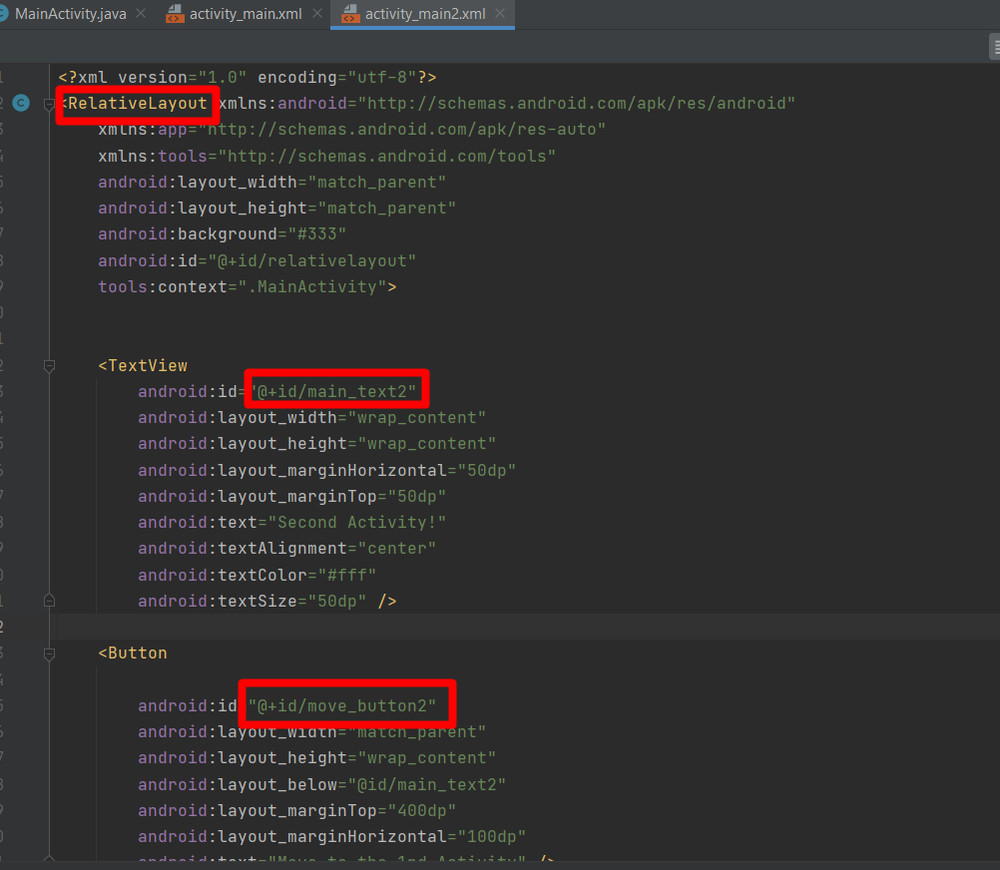 MainActivity.java
activity_main.xml
activity_main2.xml
<?xml version="1.0" encoding="utf-8"?>
<RelativeLayout xmlns:android="http://schemas.android.com/apk/res/android"
xmlns:app="http://schemas.android.com/apk/res-auto"
xmlns:tools="http://schemas.android.com/tools"
android:layout_width="match_parent"
android:layout_height="match_parent"
android:background="#333"
android:id="@+id/relativelayout"
tools:context=".MainActivity">
<TextView
android:id="@+id/main_text2"
android:layout_width="wrap_content"
android:layout_height="wrap_content"
android:layout_marginHorizontal="50dp"
android:layout_marginTop="50dp"
android:text="Second Activity!"
android:textAlignment="center"
android:textColor="#fff"
android:textSize="50dp" />
<Button
android:id="@+id/move_button2"
android:layout_width="match_parent"
android:layout_height="wrap_content"
android:layout_below="@id/main_text2"
android:layout_marginTop="400dp"
android:layout_marginHorizontal="100dp"
android:text="Move to the 1nd Activity" />